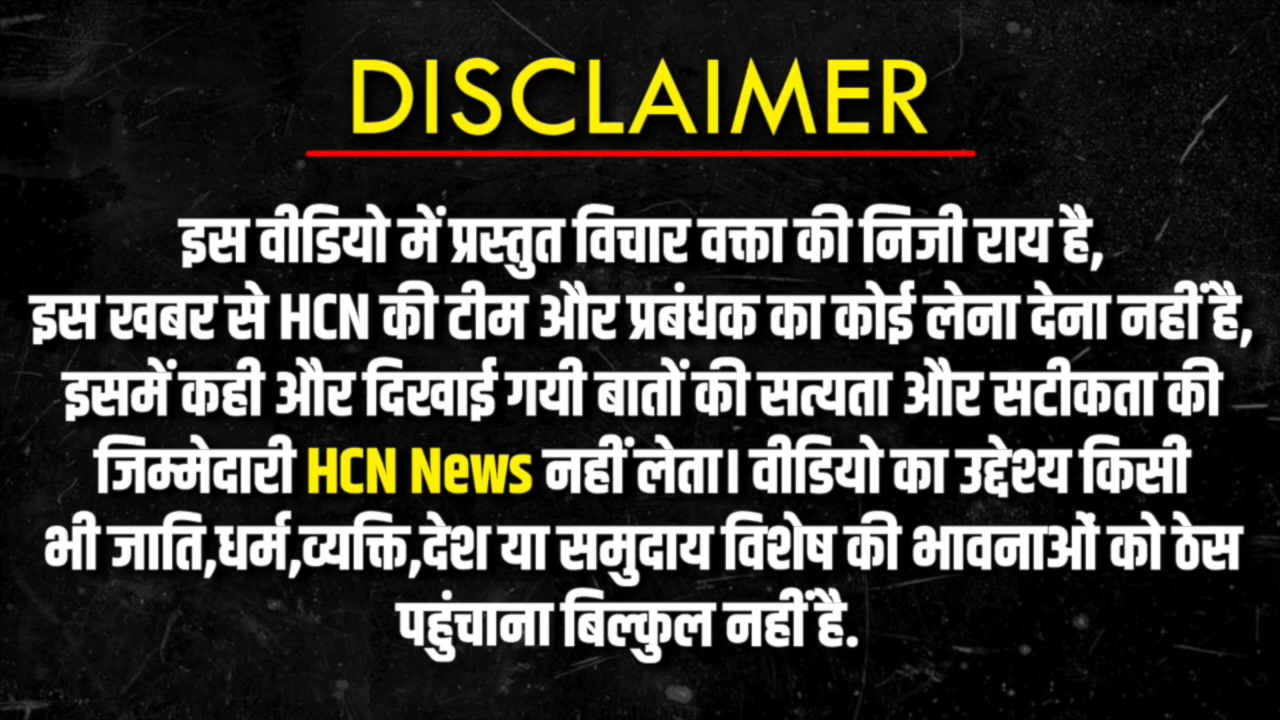 DISCLAIMER
इस वीडियो में प्रस्तुत विचार वक्ता की निजी राय है,
इस खबर से HCN की टीम और प्रबंधक का कोई लेना देना नहीं है,
इसमें कही और दिखाई गयी बातों की सत्यता और सटीकता की
जिम्मेदारी HCN News नहीं लेता। वीडियो का उद्देश्य किसी
भी जाति,धर्म,व्यक्ति,देश या समुदाय विशेष की भावनाओं को ठेस
पहुंचाना बिल्कुल नहीं है.